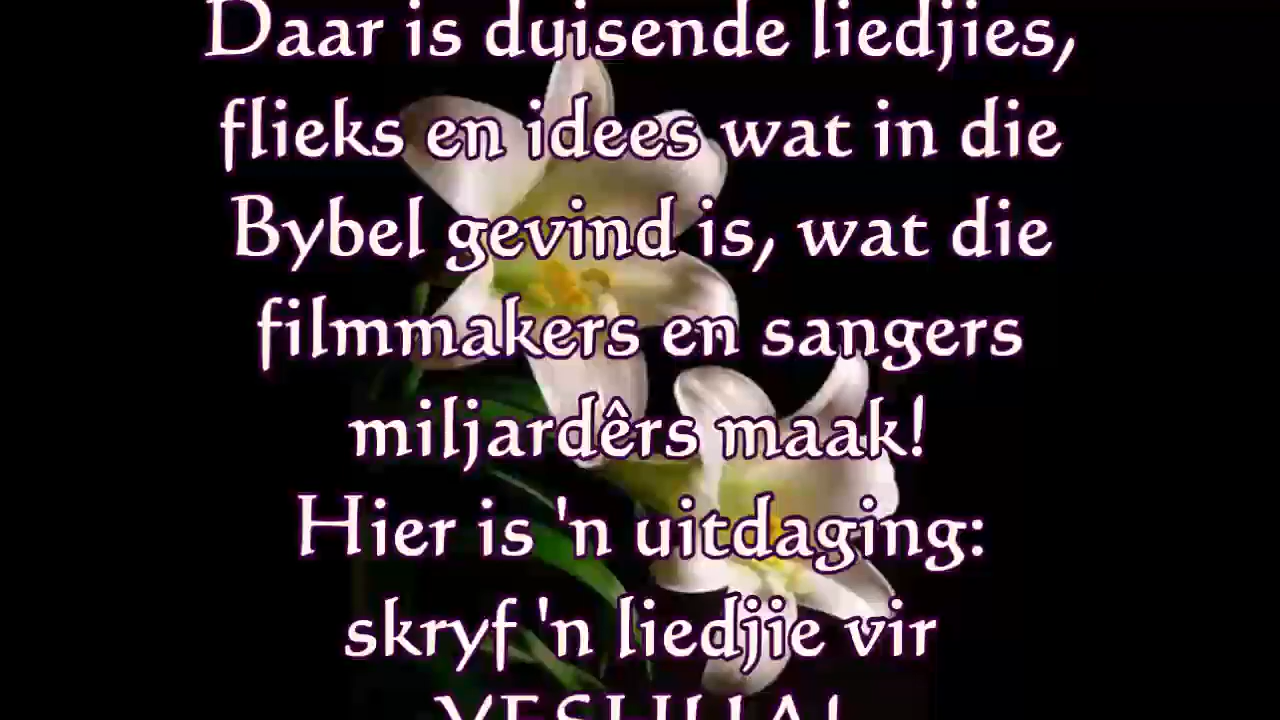 Daar is duisende liedjies,
flieks en idees wat in die
Bybel gevind is, wat die
filmmakers en sangers
miljardêrs maak!
Hier is 'n uitdaging:
skryf 'n liedjie vir
YESHUA!